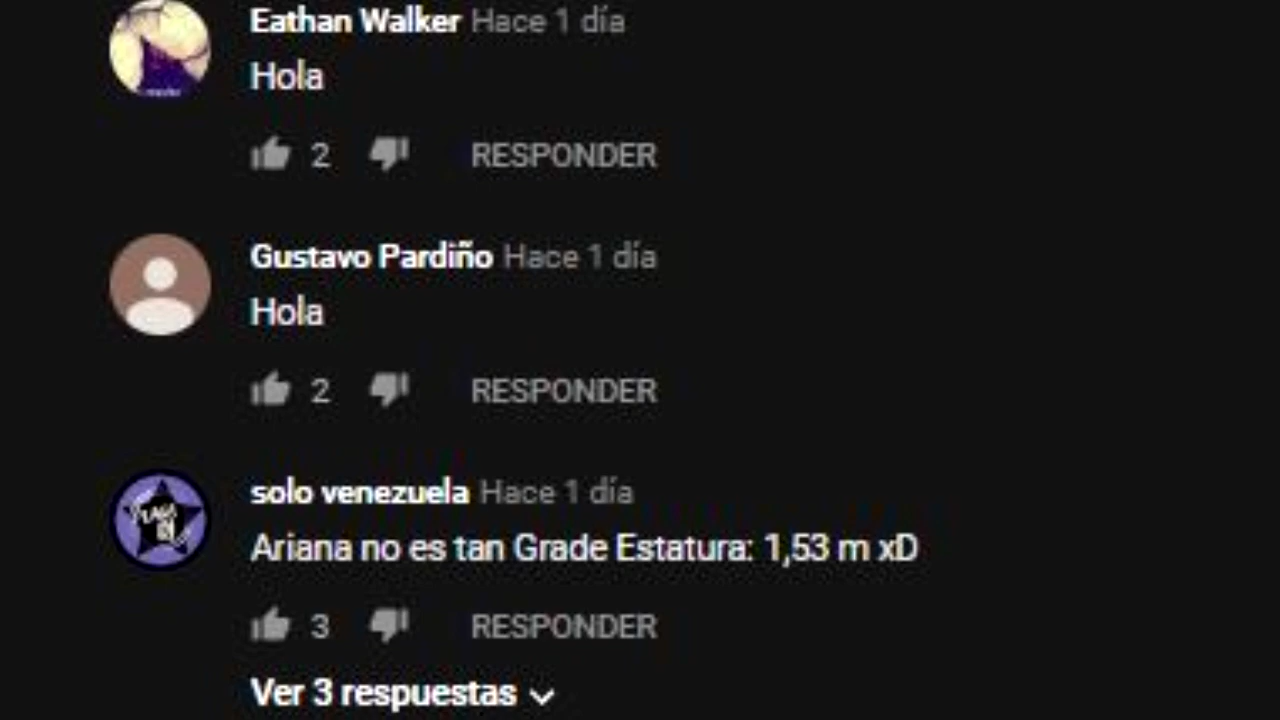 Eathan Walker Hace 1 día
Hola
2 RESPONDER
Gustavo Pardiño Hace 1 día
Hola
2 RESPONDER
solo venezuela Hace 1 día
Ariana no es tan Grade Estatura: 1,53 m xD
3 RESPONDER
Ver 3 respuestas